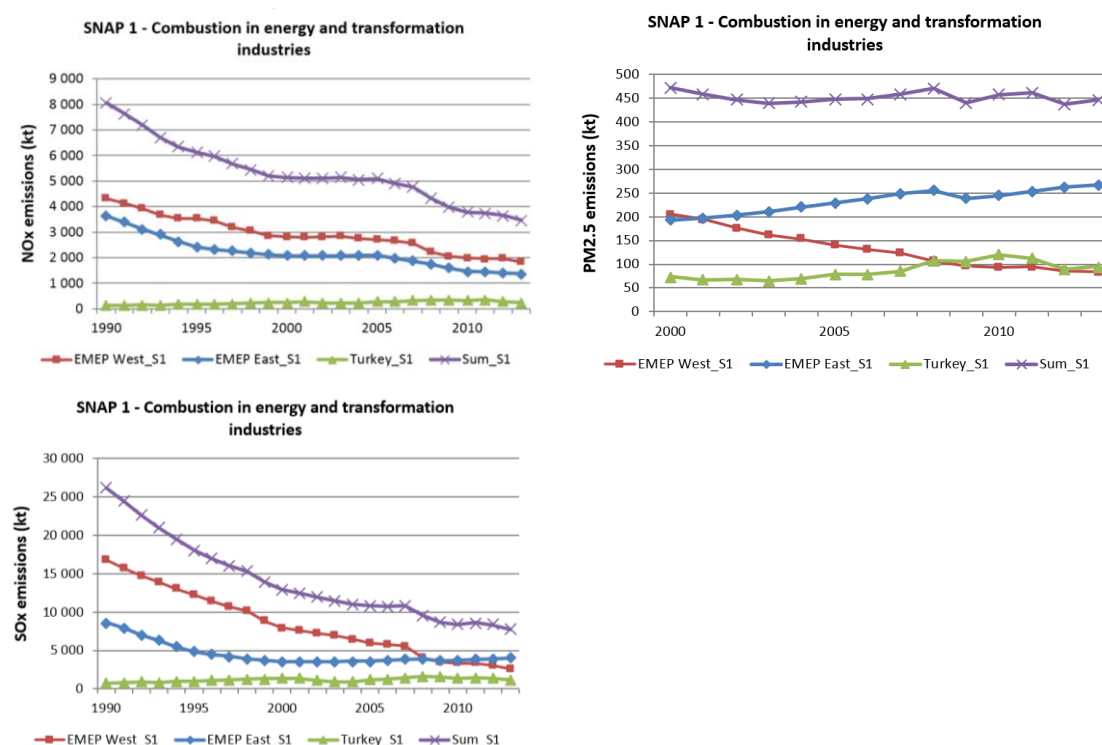 SNAP 1 - Combustion in energy and transformation
industries
NOx emissions (kt)
9 000
8 000
7 000
6 000
5 000
4 000
3 000
2 000
1 000
0
1990 1995 2000 2005 2010
EMEP West_S1 EMEP East_S1 Turkey_S1 Sum_S1
SNAP 1 - Combustion in energy and transformation
industries
PM2.5 emissions (kt)
500
450
400
350
300
250
200
150
100
50
0
2000 2005 2010
EMEP West_S1 EMEP East_S1 Turkey_S1 Sum_S1
SNAP 1 - Combustion in energy and transformation
industries
SOx emissions (kt)
30 000
25 000
20 000
15 000
10 000
5 000
0
1990 1995 2000 2005 2010
EMEP West_S1 EMEP East_S1 Turkey_S1 Sum_S1